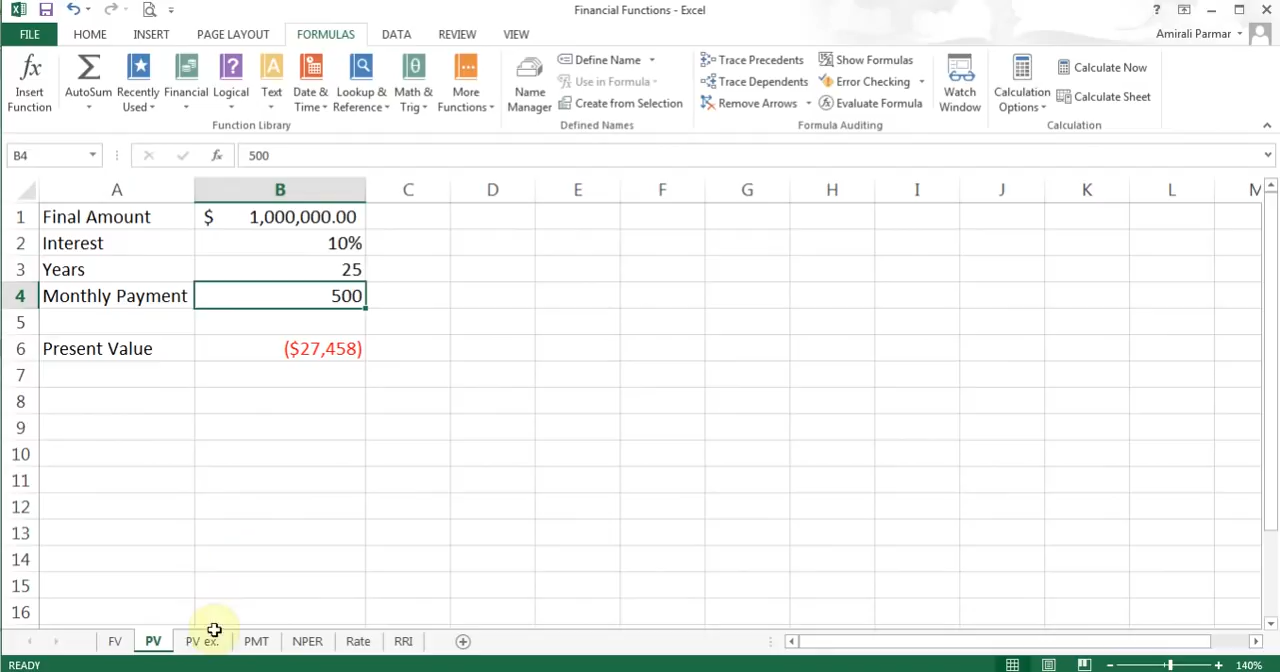 Financial Functions - Excel
?
FILE HOME INSERT PAGE LAYOUT FORMULAS DATA REVIEW VIEW Amirali Parmar
fx Insert Function
Σ AutoSum
Recently Used
Financial
Logical
A Text
Date & Time
Lookup & Reference
θ Math & Trig
More Functions
Function Library
Name Manager
Define Name
Use in Formula
Create from Selection
Defined Names
Trace Precedents
Trace Dependents
Remove Arrows
Show Formulas
Error Checking
Evaluate Formula
Formula Auditing
Watch Window
Calculation Options
Calculate Now
Calculate Sheet
Calculation
B4 fx 500
A B C D E F G H I J K L M
1 Final Amount $ 1,000,000.00
2 Interest 10%
3 Years 25
4 Monthly Payment 500
5
6 Present Value ($27,458)
7
8
9
10
11
12
13
14
15
16
FV PV PV ex. PMT NPER Rate RRI
READY 140%